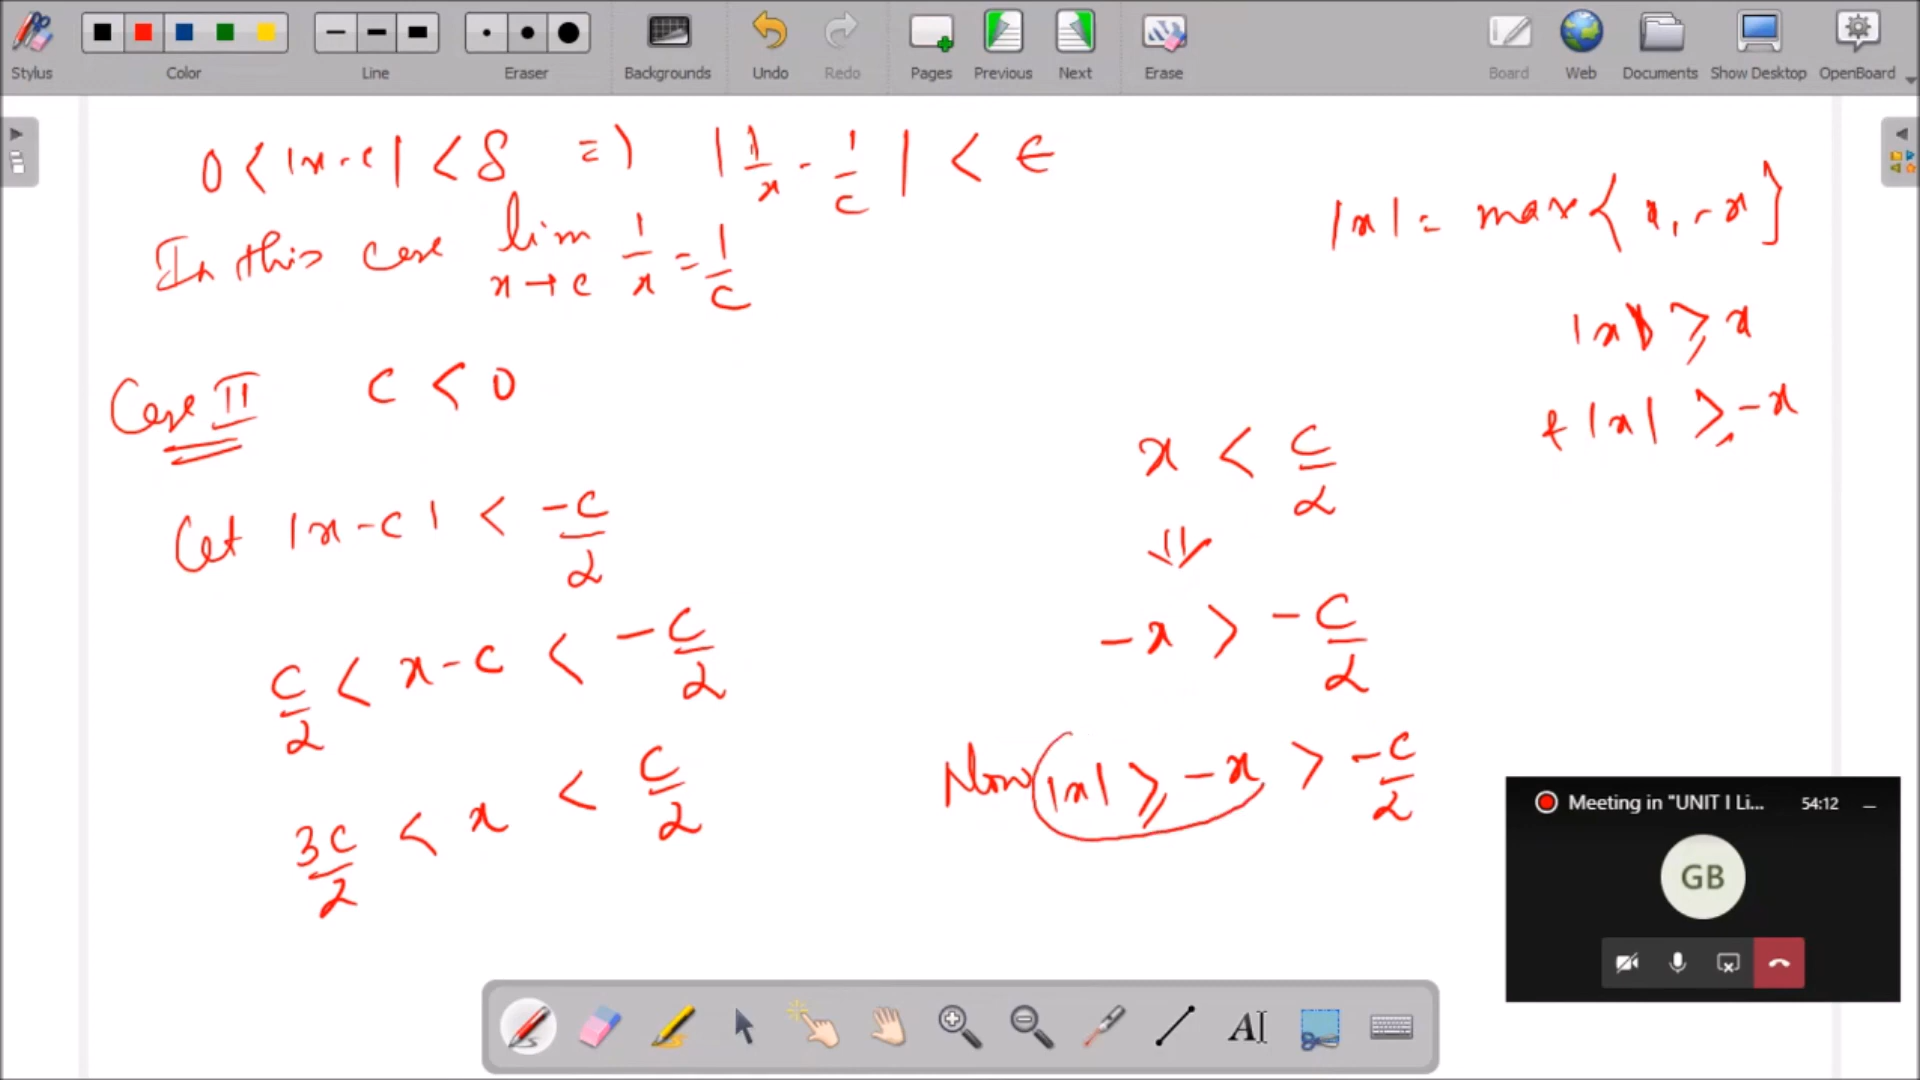 Stylus Color Line Eraser Backgrounds Undo Redo Pages Previous Next Erase Board Web Documents Show Desktop OpenBoard
0 < |x-c| < δ => |1/x - 1/c| < ϵ
In this case lim x→c 1/x = 1/c
|x| = max{x, -x}
|x| ≥ x
& |x| ≥ -x
Case II c < 0
Let |x-c| < -c/2
c/2 < x-c < -c/2
3c/2 < x < c/2
x < c/2
⇓
-x > -c/2
Now |x| ≥ -x > -c/2
Meeting in "UNIT I Li... 54:12
GB